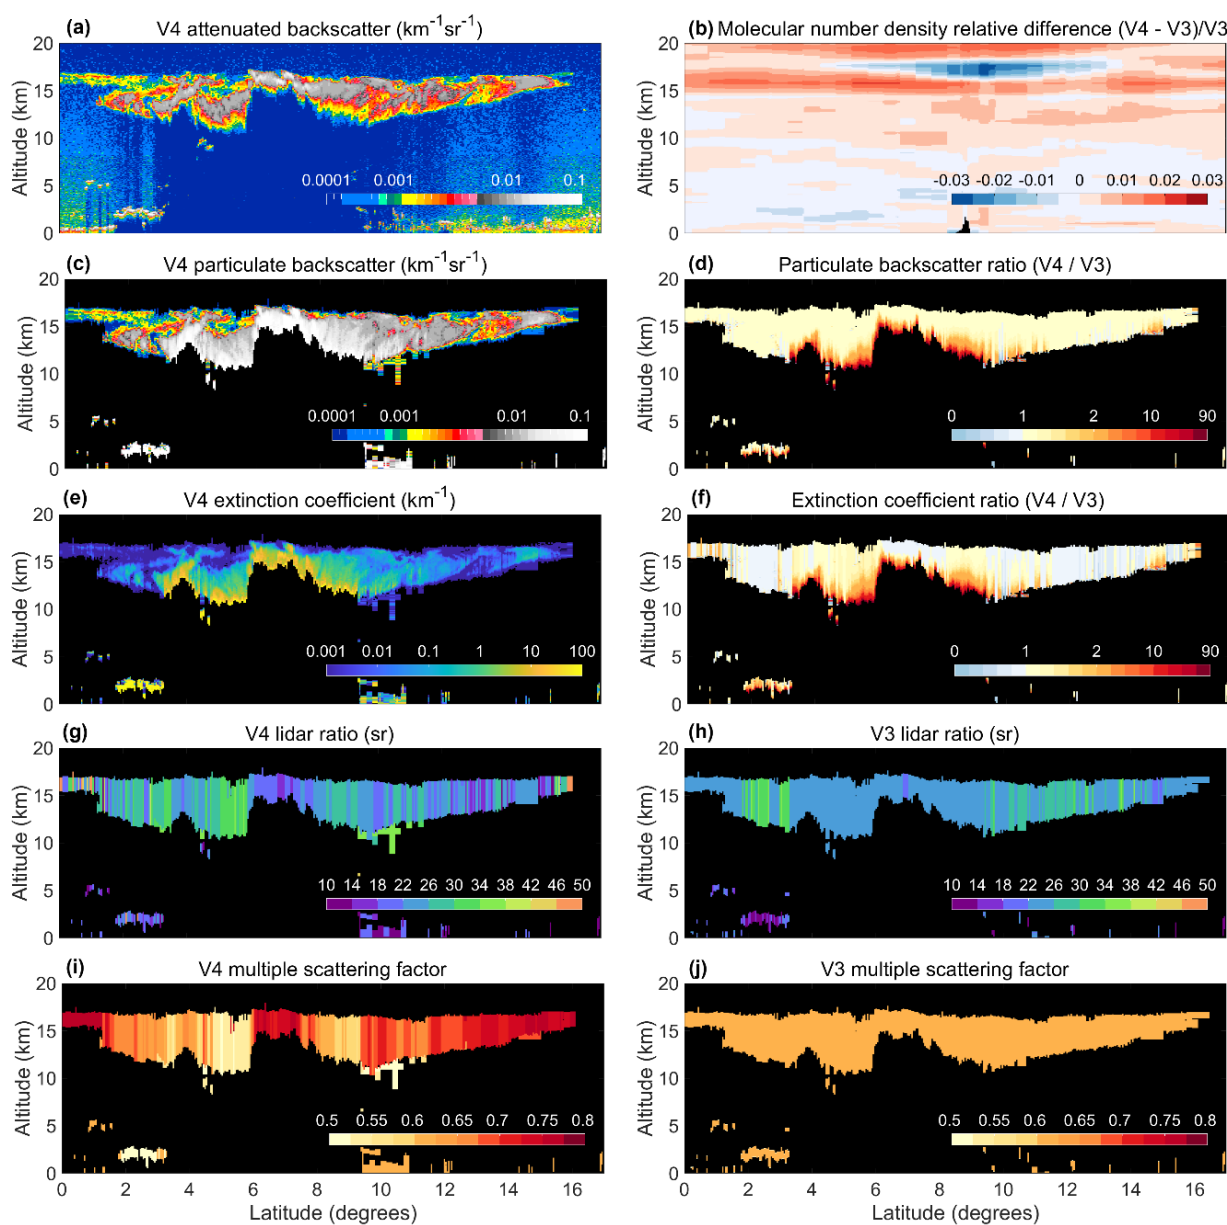 (a) V4 attenuated backscatter (km⁻¹sr⁻¹)
(b) Molecular number density relative difference (V4 - V3)/V3
20
15
10
5
0
Altitude (km)
0.0001 0.001 0.01 0.1
20
15
10
5
0
Altitude (km)
-0.03 -0.02 -0.01 0 0.01 0.02 0.03
(c) V4 particulate backscatter (km⁻¹sr⁻¹)
(d) Particulate backscatter ratio (V4 / V3)
20
15
10
5
0
Altitude (km)
0.0001 0.001 0.01 0.1
20
15
10
5
0
Altitude (km)
0 1 2 10 90
(e) V4 extinction coefficient (km⁻¹)
(f) Extinction coefficient ratio (V4 / V3)
20
15
10
5
0
Altitude (km)
0.001 0.01 0.1 1 10 100
20
15
10
5
0
Altitude (km)
0 1 2 10 90
(g) V4 lidar ratio (sr)
(h) V3 lidar ratio (sr)
20
15
10
5
0
Altitude (km)
10 14 18 22 26 30 34 38 42 46 50
20
15
10
5
0
Altitude (km)
10 14 18 22 26 30 34 38 42 46 50
(i) V4 multiple scattering factor
(j) V3 multiple scattering factor
20
15
10
5
0
Altitude (km)
0.5 0.55 0.6 0.65 0.7 0.75 0.8
0 2 4 6 8 10 12 14 16
Latitude (degrees)
20
15
10
5
0
Altitude (km)
0.5 0.55 0.6 0.65 0.7 0.75 0.8
0 2 4 6 8 10 12 14 16
Latitude (degrees)